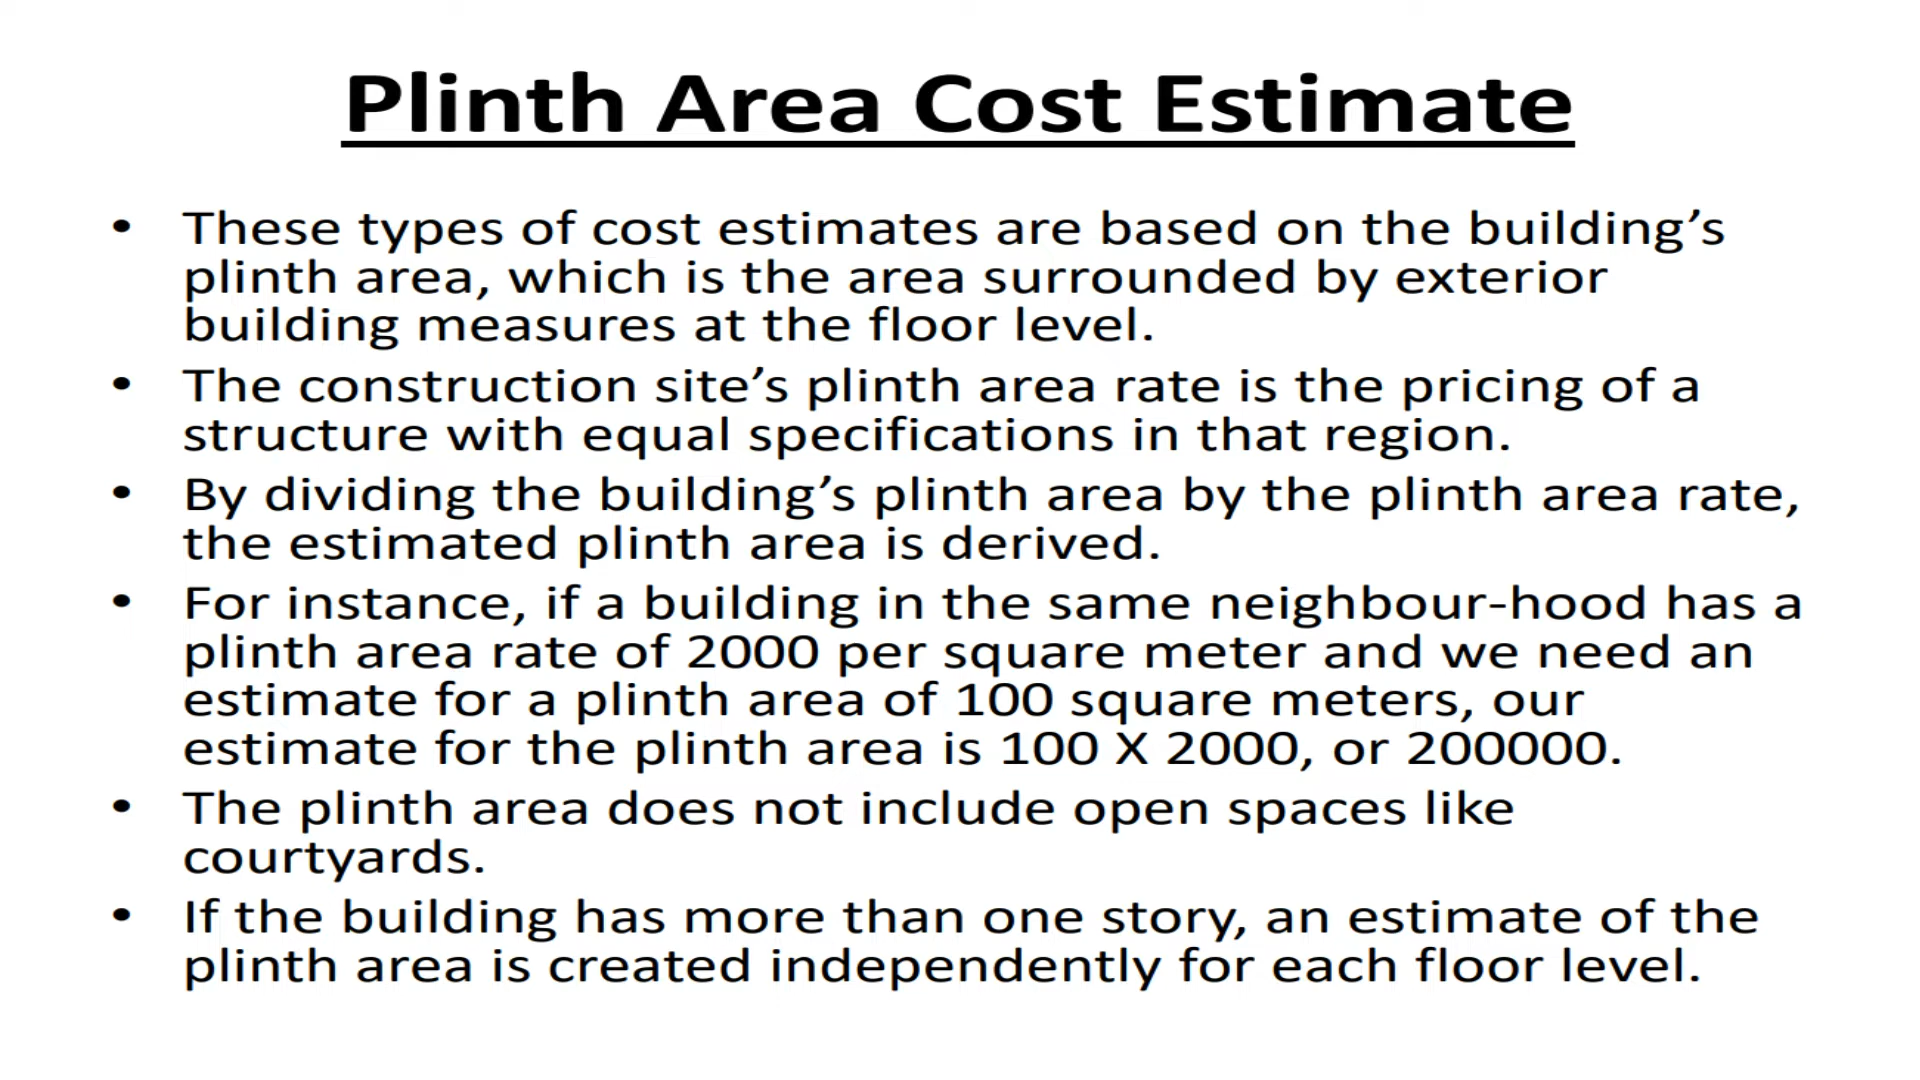 Plinth Area Cost Estimate
• These types of cost estimates are based on the building’s
plinth area, which is the area surrounded by exterior
building measures at the floor level.
• The construction site’s plinth area rate is the pricing of a
structure with equal specifications in that region.
• By dividing the building’s plinth area by the plinth area rate,
the estimated plinth area is derived.
• For instance, if a building in the same neighbour-hood has a
plinth area rate of 2000 per square meter and we need an
estimate for a plinth area of 100 square meters, our
estimate for the plinth area is 100 X 2000, or 200000.
• The plinth area does not include open spaces like
courtyards.
• If the building has more than one story, an estimate of the
plinth area is created independently for each floor level.